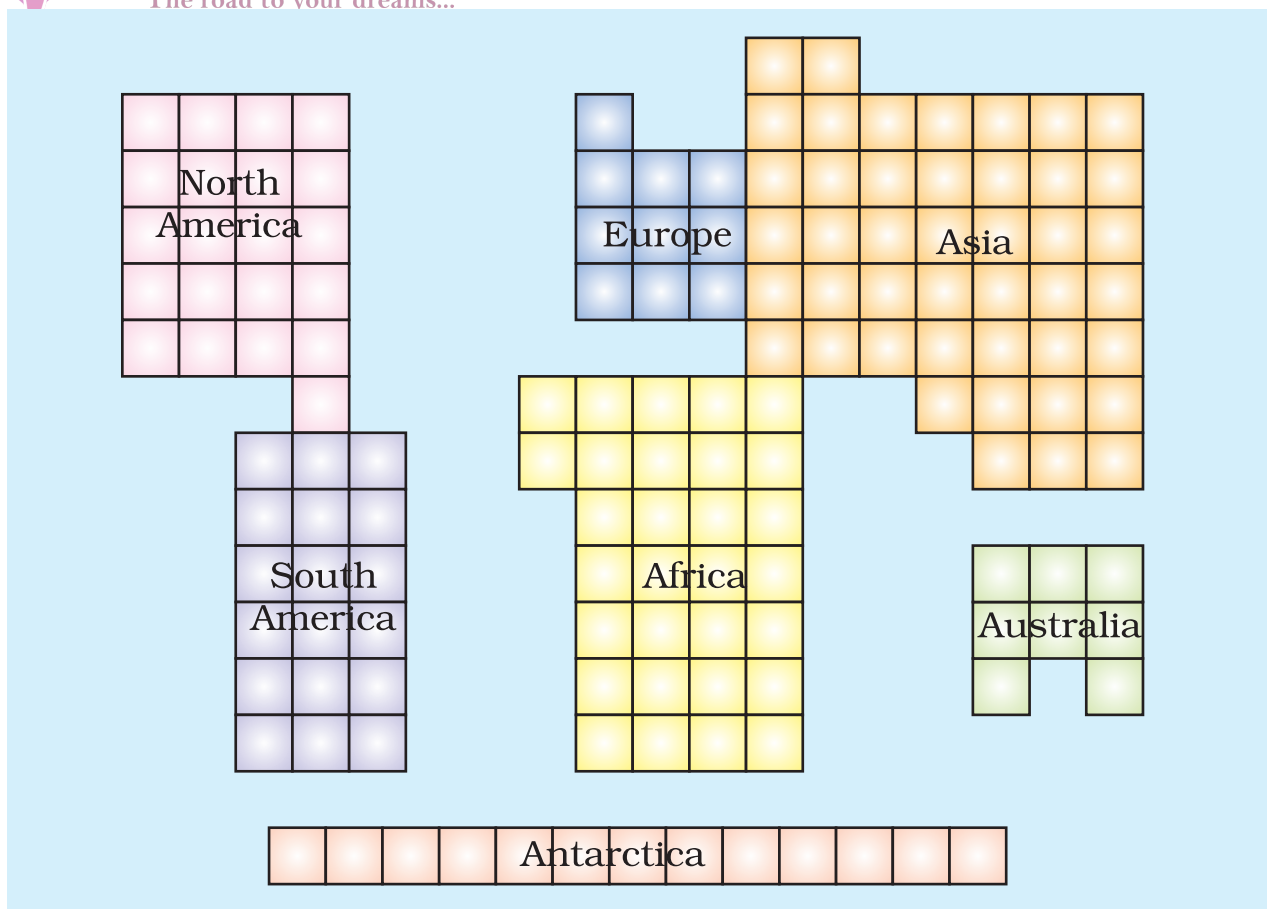 The road to your dreams...
North
America
Europe
Asia
South
America
Africa
Australia
Antarctica